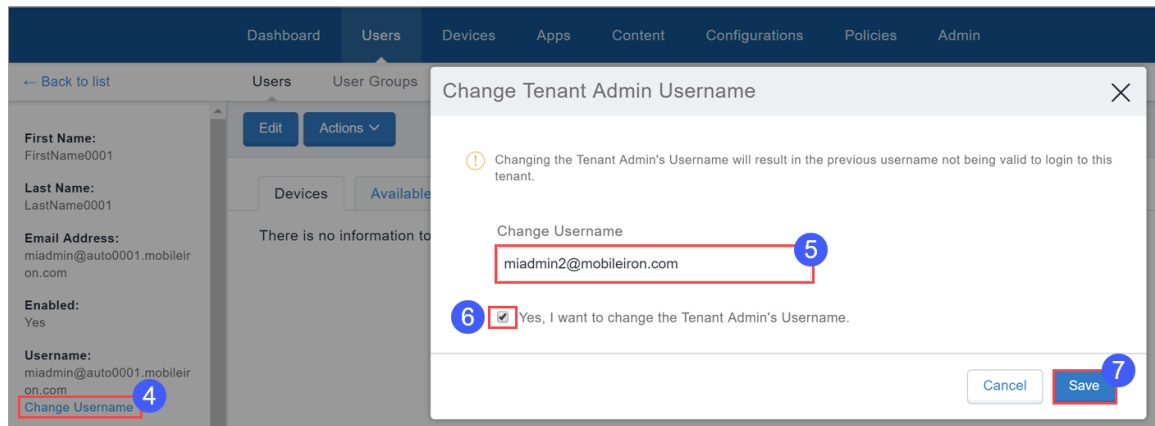 Dashboard Users Devices Apps Content Configurations Policies Admin
← Back to list
Users User Groups
Edit Actions
First Name:
FirstName0001
Last Name:
LastName0001
Email Address:
miadmin@auto0001.mobileir
on.com
Enabled:
Yes
Username:
miadmin@auto0001.mobileir
on.com
Change Username
4
Devices Available
There is no information to
Change Tenant Admin Username
Changing the Tenant Admin's Username will result in the previous username not being valid to login to this
tenant.
Change Username
5
miadmin2@mobileiron.com
6 Yes, I want to change the Tenant Admin's Username.
7
Cancel Save